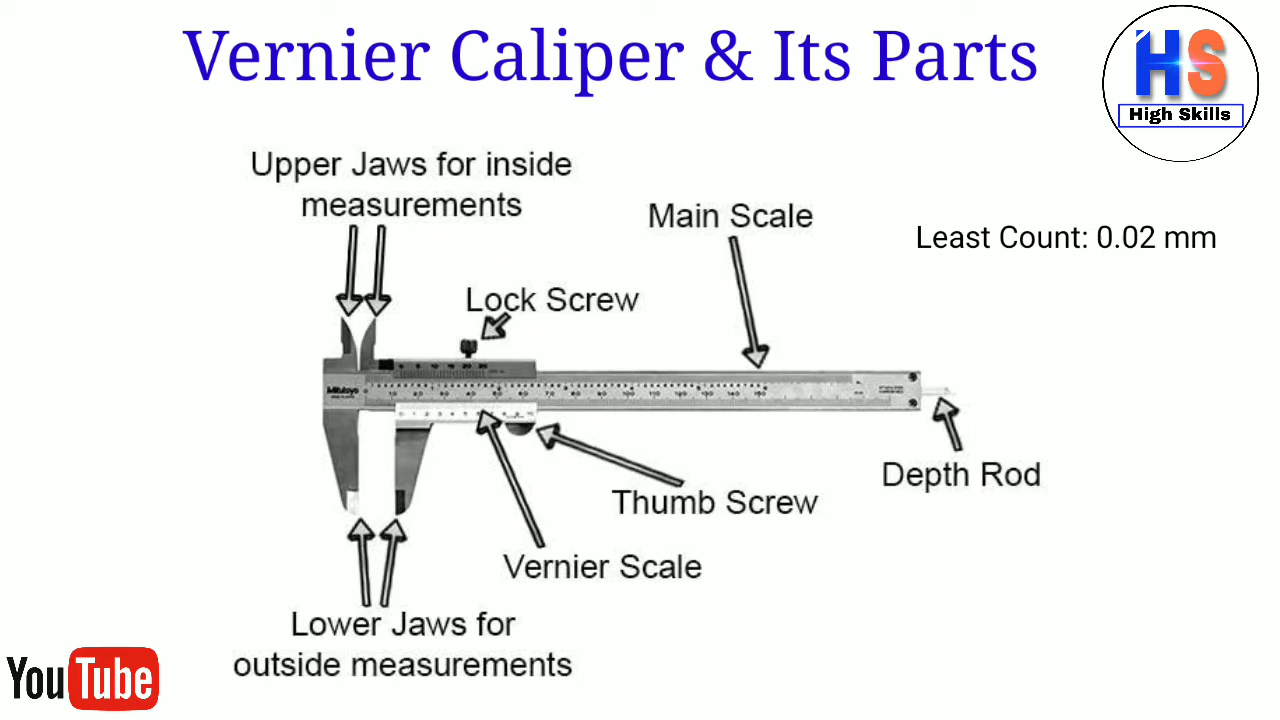 Vernier Caliper & Its Parts
HS
High Skills
Upper Jaws for inside
measurements
Main Scale
Least Count: 0.02 mm
Lock Screw
Mitutoyo
Depth Rod
Thumb Screw
Vernier Scale
Lower Jaws for
outside measurements
YouTube